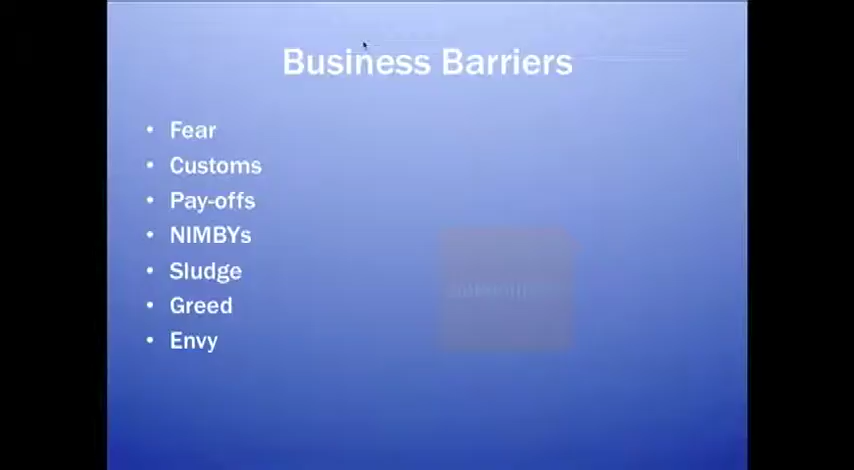 Business Barriers
• Fear
• Customs
• Pay-offs
• NIMBYs
• Sludge
• Greed
• Envy